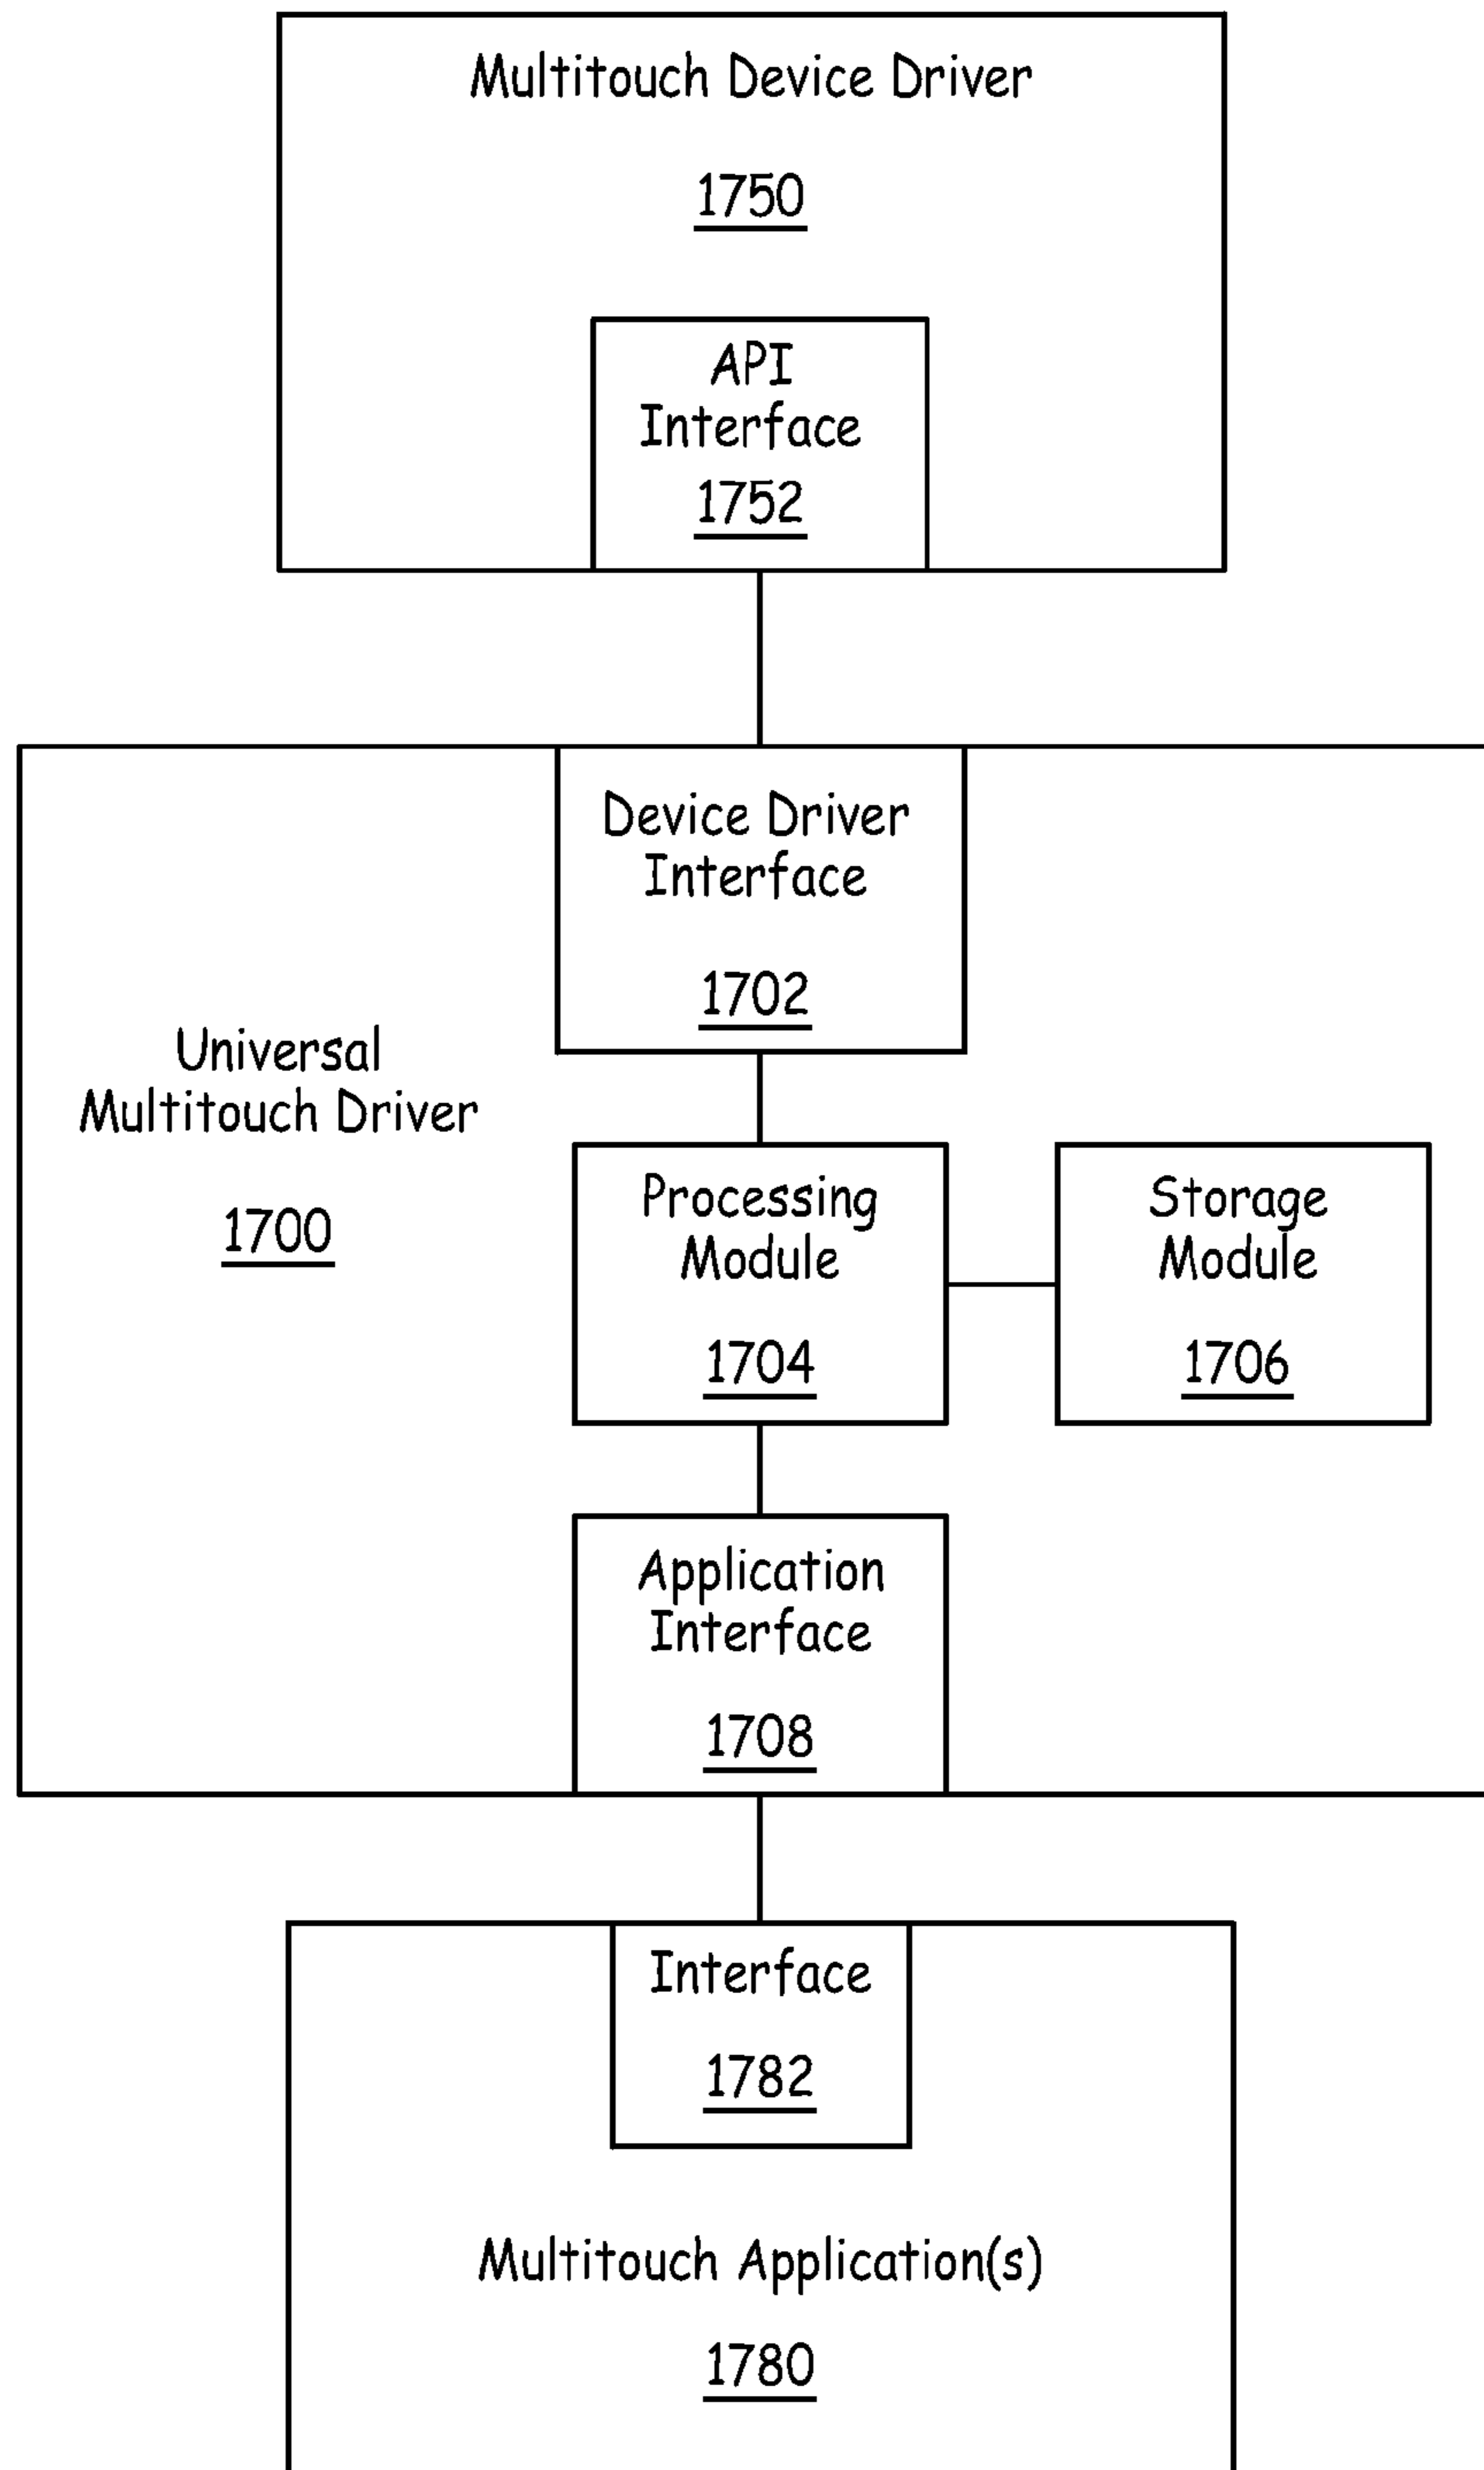 Multitouch Device Driver
1750
API
Interface
1752
Device Driver
Interface
1702
Universal
Multitouch Driver
1700
Processing
Module
1704
Storage
Module
1706
Application
Interface
1708
Interface
1782
Multitouch Application(s)
1780